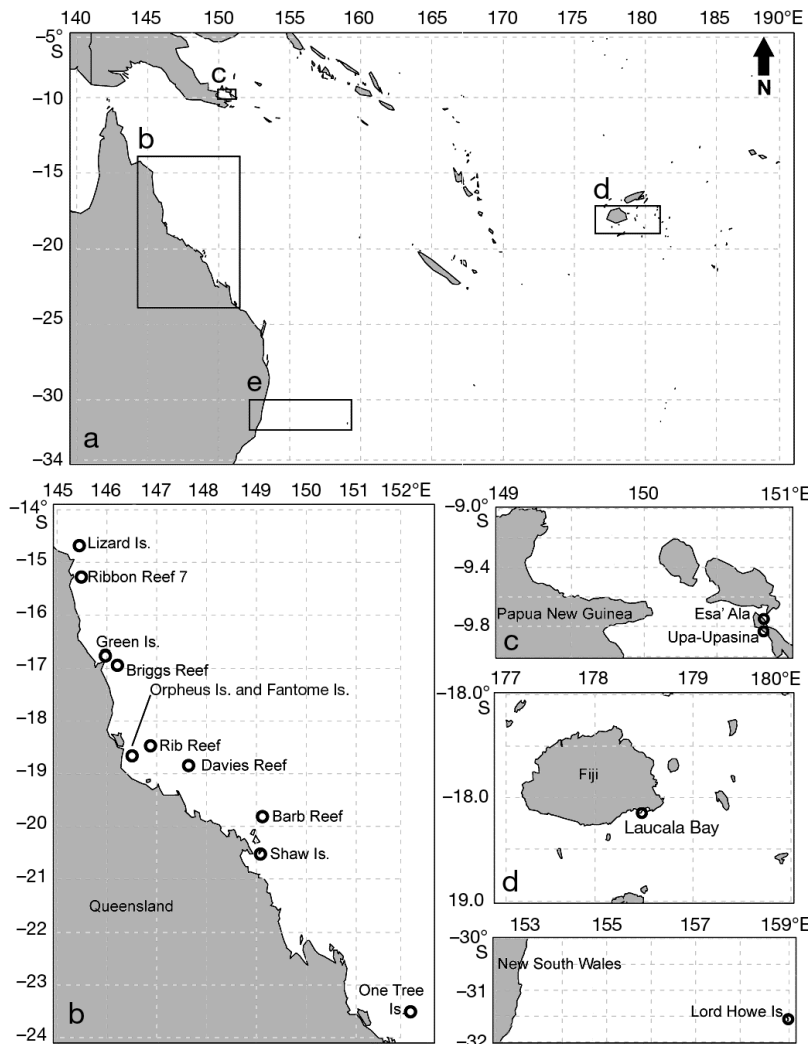 140 145 150 155 160 165 170 175 180 185 190°E
−5°
S
−10
−15
−20
−25
−30
−34
c
b
d
e
a
N
145 146 147 148 149 150 151 152°E
−14°
S
−15
−16
−17
−18
−19
−20
−21
−22
−23
−24
Lizard Is.
Ribbon Reef 7
Green Is.
Briggs Reef
Orpheus Is. and Fantome Is.
Rib Reef
Davies Reef
Barb Reef
Shaw Is.
Queensland
One Tree
Is.
b
149 150 151°E
−9.0°
S
−9.4
−9.8
Papua New Guinea
Esa' Ala
Upa-Upasina
c
177 178 179 180°E
−18.0°
S
−18.0
19.0
Fiji
Laucala Bay
d
153 155 157 159°E
−30°
S
−31
−32
New South Wales
Lord Howe Is.